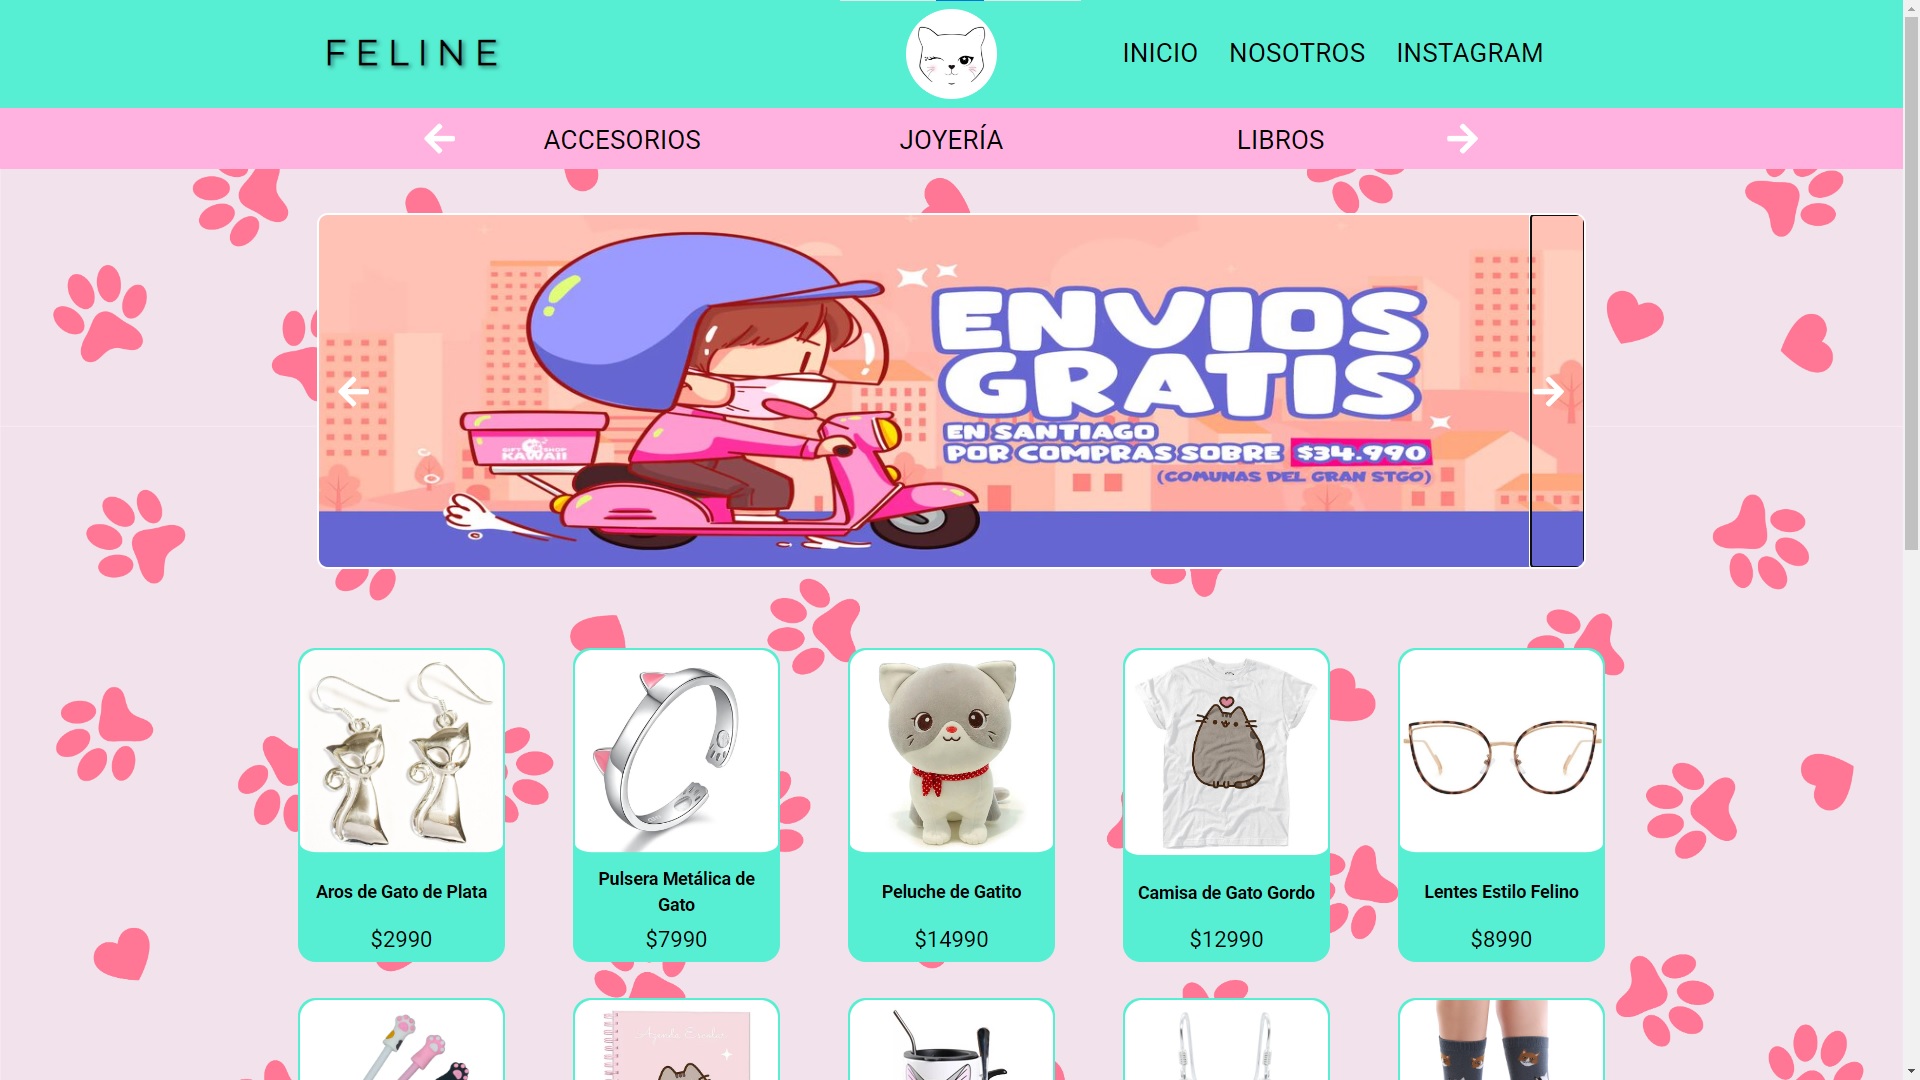 FELINE
INICIO NOSOTROS INSTAGRAM
ACCESORIOS JOYERÍA LIBROS
ENVIOS
GRATIS
EN SANTIAGO
POR COMPRAS SOBRE $34.990
(COMUNAS DEL GRAN STGO)
GIFT SHOP
KAWAII
Aros de Gato de Plata
$2990
Pulsera Metálica de
Gato
$7990
Peluche de Gatito
$14990
Camisa de Gato Gordo
$12990
Lentes Estilo Felino
$8990